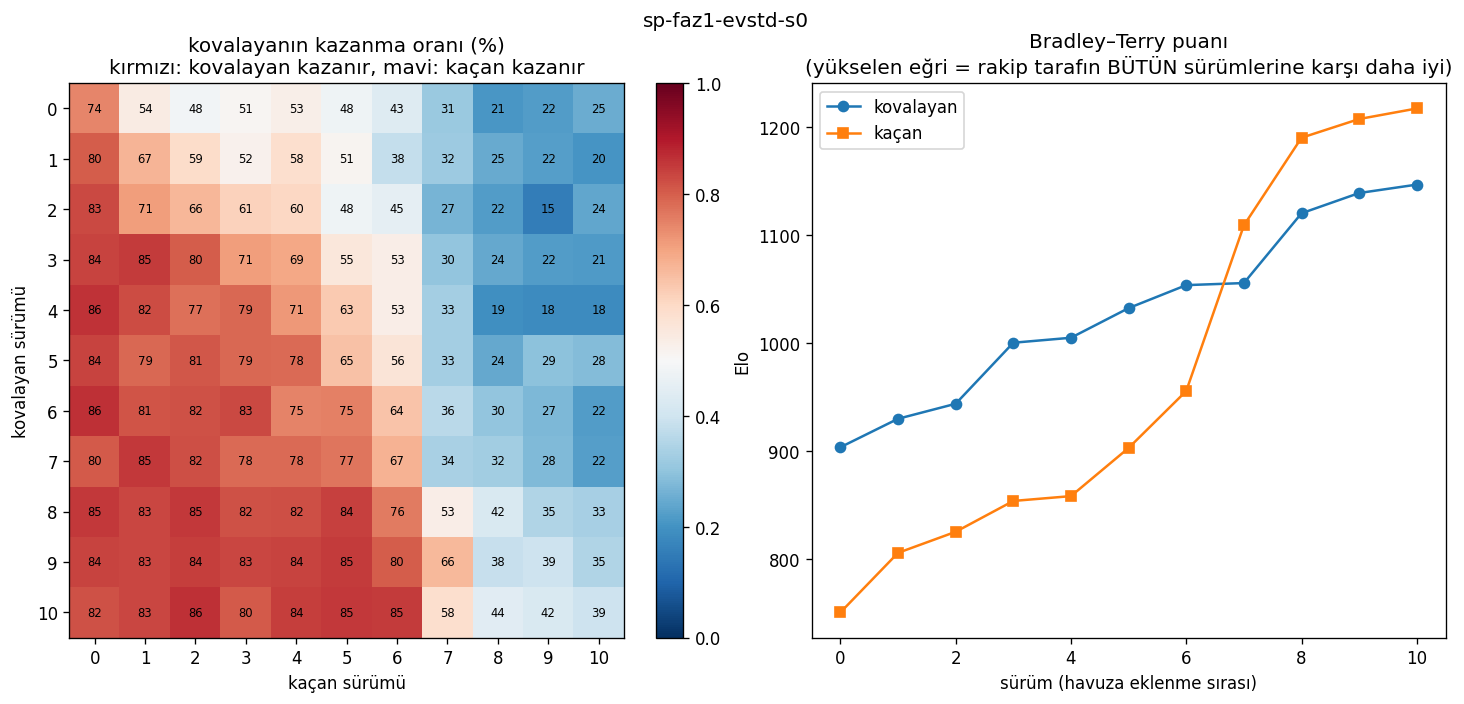 sp-faz1-evstd-s0
kovalayanın kazanma oranı (%)
kırmızı: kovalayan kazanır, mavi: kaçan kazanır
0 74 54 48 51 53 48 43 31 21 22 25
1 80 67 59 52 58 51 38 32 25 22 20
2 83 71 66 61 60 48 45 27 22 15 24
3 84 85 80 71 69 55 53 30 24 22 21
4 86 82 77 79 71 63 53 33 19 18 18
5 84 79 81 79 78 65 56 33 24 29 28
6 86 81 82 83 75 75 64 36 30 27 22
7 80 85 82 78 78 77 67 34 32 28 22
8 85 83 85 82 82 84 76 53 42 35 33
9 84 83 84 83 84 85 80 66 38 39 35
10 82 83 86 80 84 85 85 58 44 42 39
0 1 2 3 4 5 6 7 8 9 10
kaçan sürümü
kovalayan sürümü
1.0
0.8
0.6
0.4
0.2
0.0
Bradley–Terry puanı
(yükselen eğri = rakip tarafın BÜTÜN sürümlerine karşı daha iyi)
kovalayan
kaçan
1200
1100
1000
900
800
Elo
0 2 4 6 8 10
sürüm (havuza eklenme sırası)